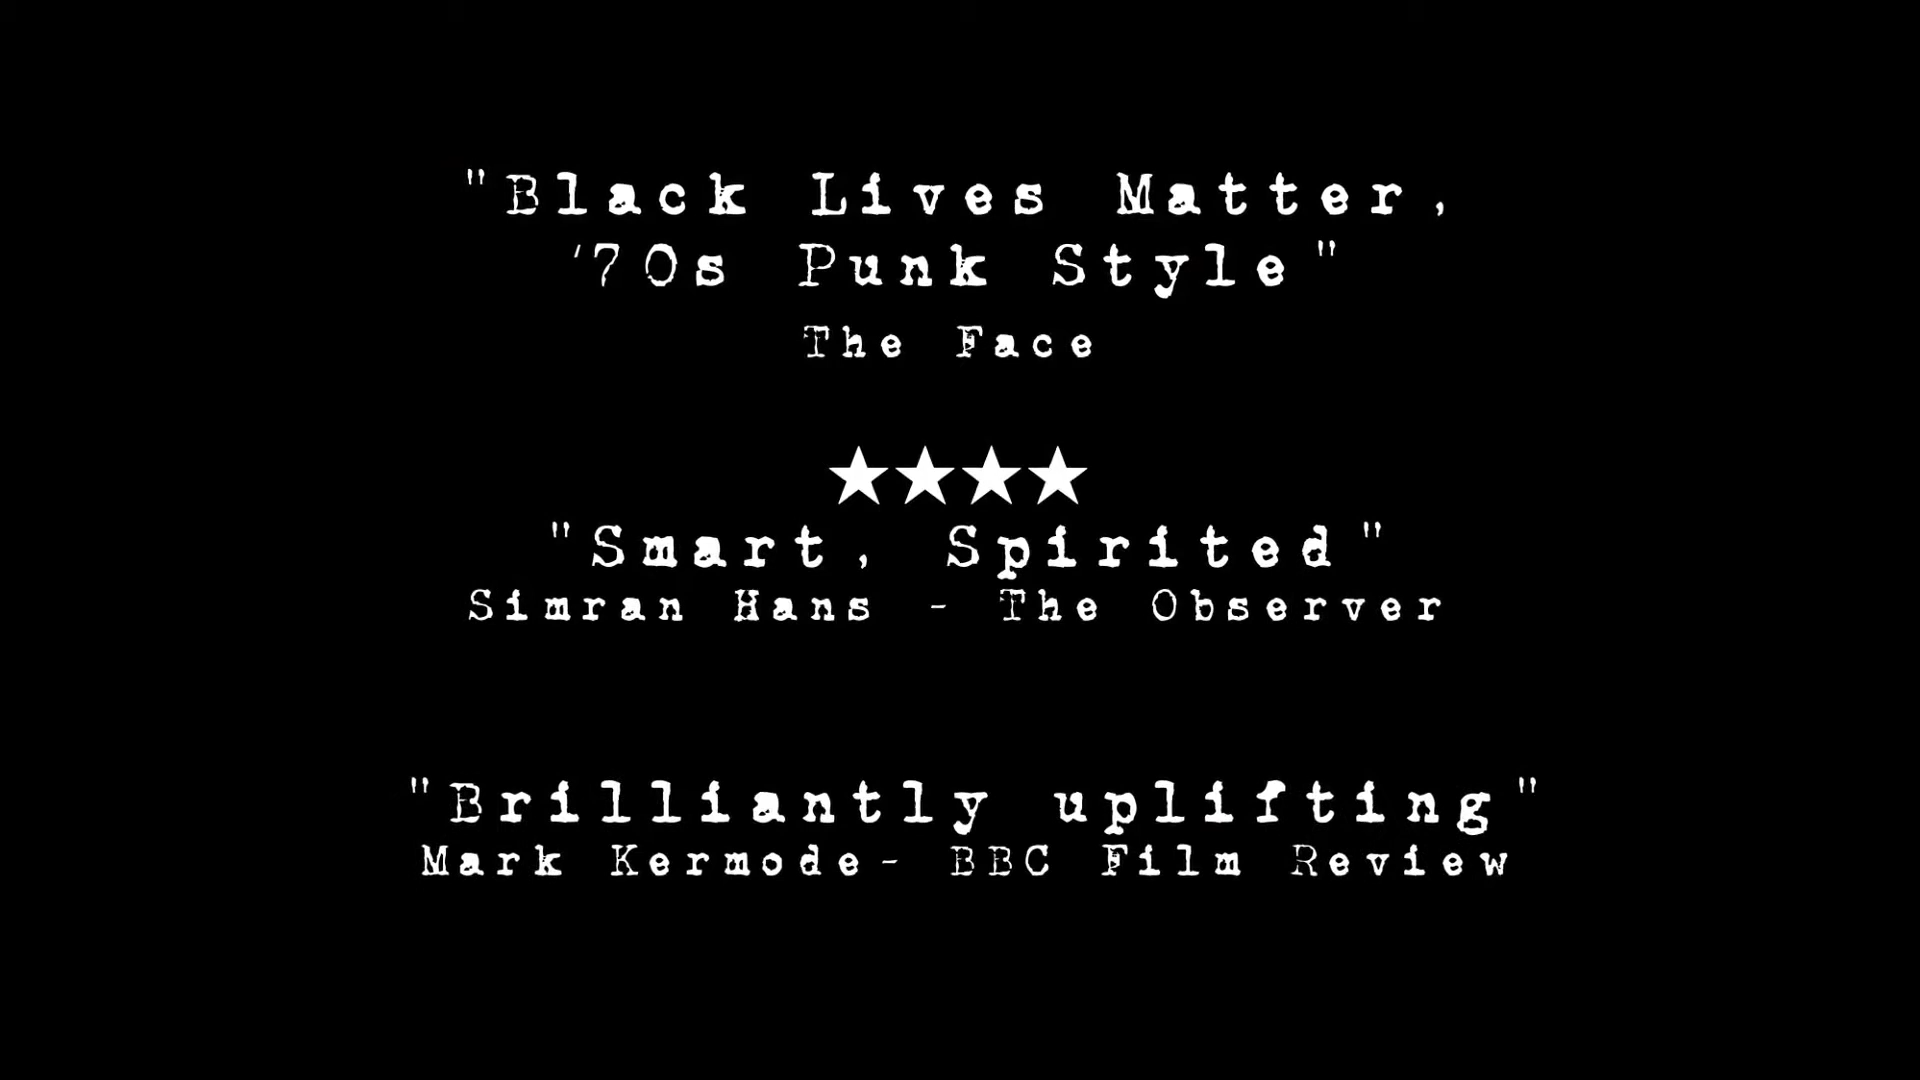 "Black Lives Matter,
'70s Punk Style"
The Face
★★★★
"Smart, Spirited"
Simran Hans - The Observer
"Brilliantly uplifting"
Mark Kermode- BBC Film Review